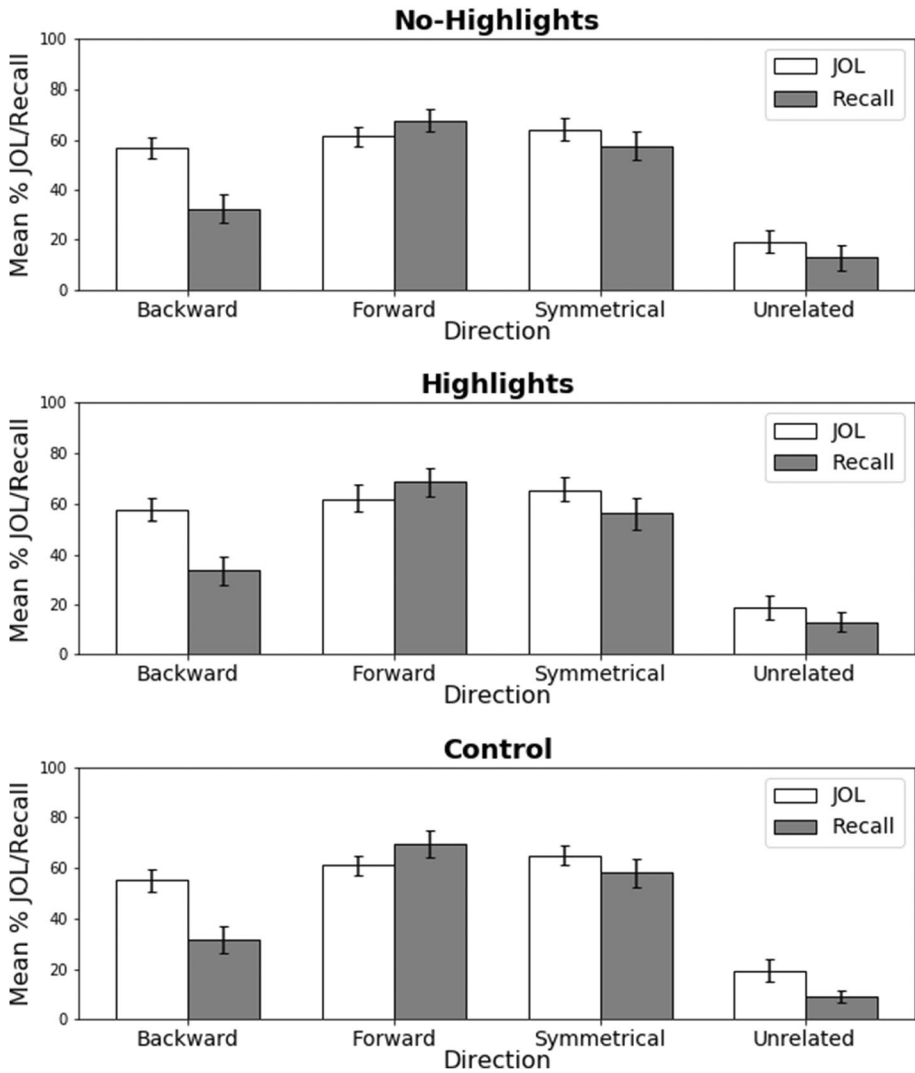 No-Highlights
100
80
60
40
20
0
Mean % JOL/Recall
JOL
Recall
Backward
Forward
Symmetrical
Unrelated
Direction
Highlights
100
80
60
40
20
0
Mean % JOL/Recall
JOL
Recall
Backward
Forward
Symmetrical
Unrelated
Direction
Control
100
80
60
40
20
0
Mean % JOL/Recall
JOL
Recall
Backward
Forward
Symmetrical
Unrelated
Direction